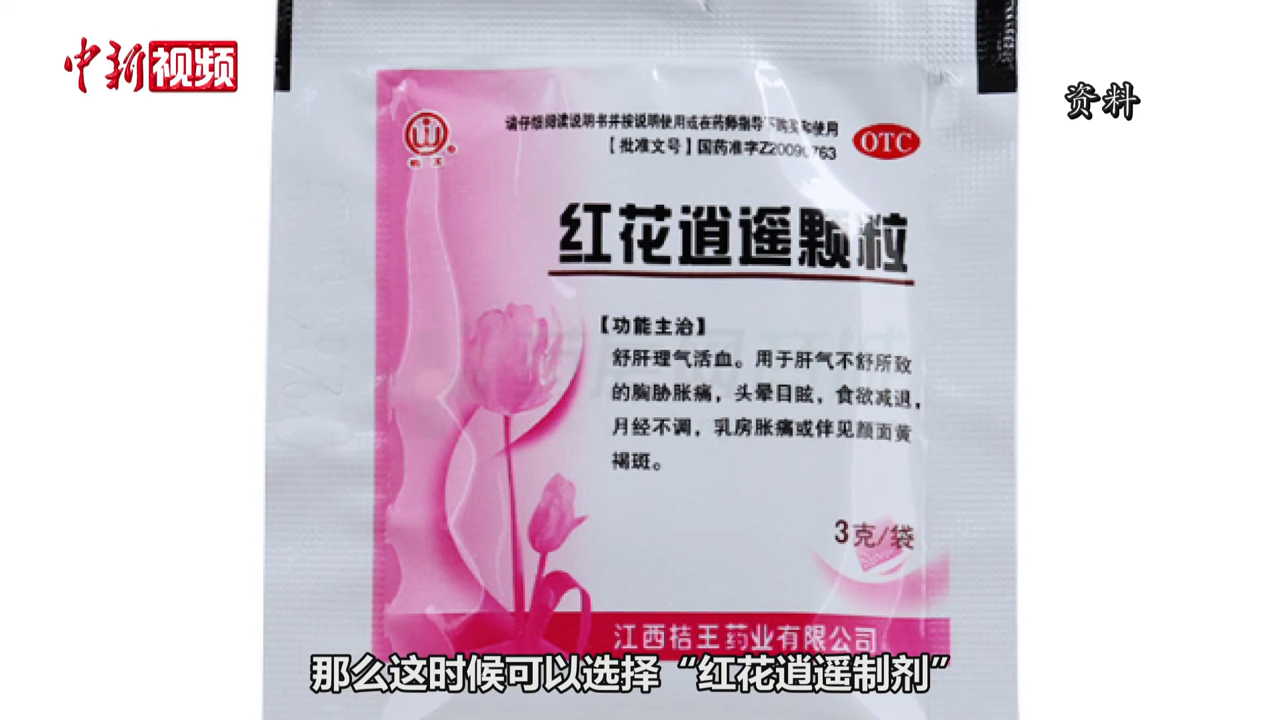 中新视频
资料
请仔细阅读说明书并按说明使用或在药师指导下购买和使用
【批准文号】国药准字Z20090763
OTC
红花逍遥颗粒
【功能主治】
舒肝理气活血。用于肝气不舒所致
的胸胁胀痛，头晕目眩，食欲减退，
月经不调，乳房胀痛或伴见颜面黄
褐斑。
3克/袋
江西桔王药业有限公司
那么这时候可以选择“红花逍遥制剂”